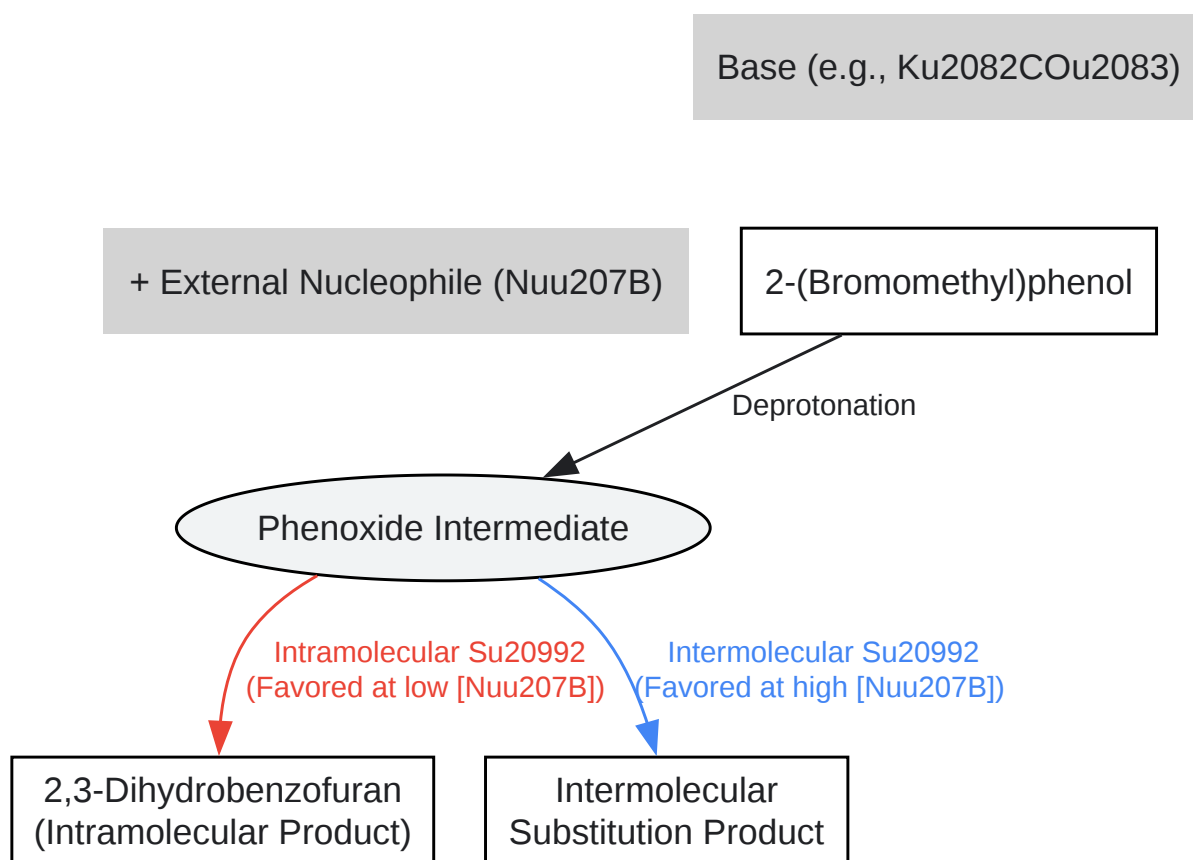 Base (e.g., Ku2082COu2083)
+ External Nucleophile (Nuu207B)
2-(Bromomethyl)phenol
Deprotonation
Phenoxide Intermediate
Intramolecular Su20992
(Favored at low [Nuu207B])
Intermolecular Su20992
(Favored at high [Nuu207B])
2,3-Dihydrobenzofuran
(Intramolecular Product)
Intermolecular
Substitution Product